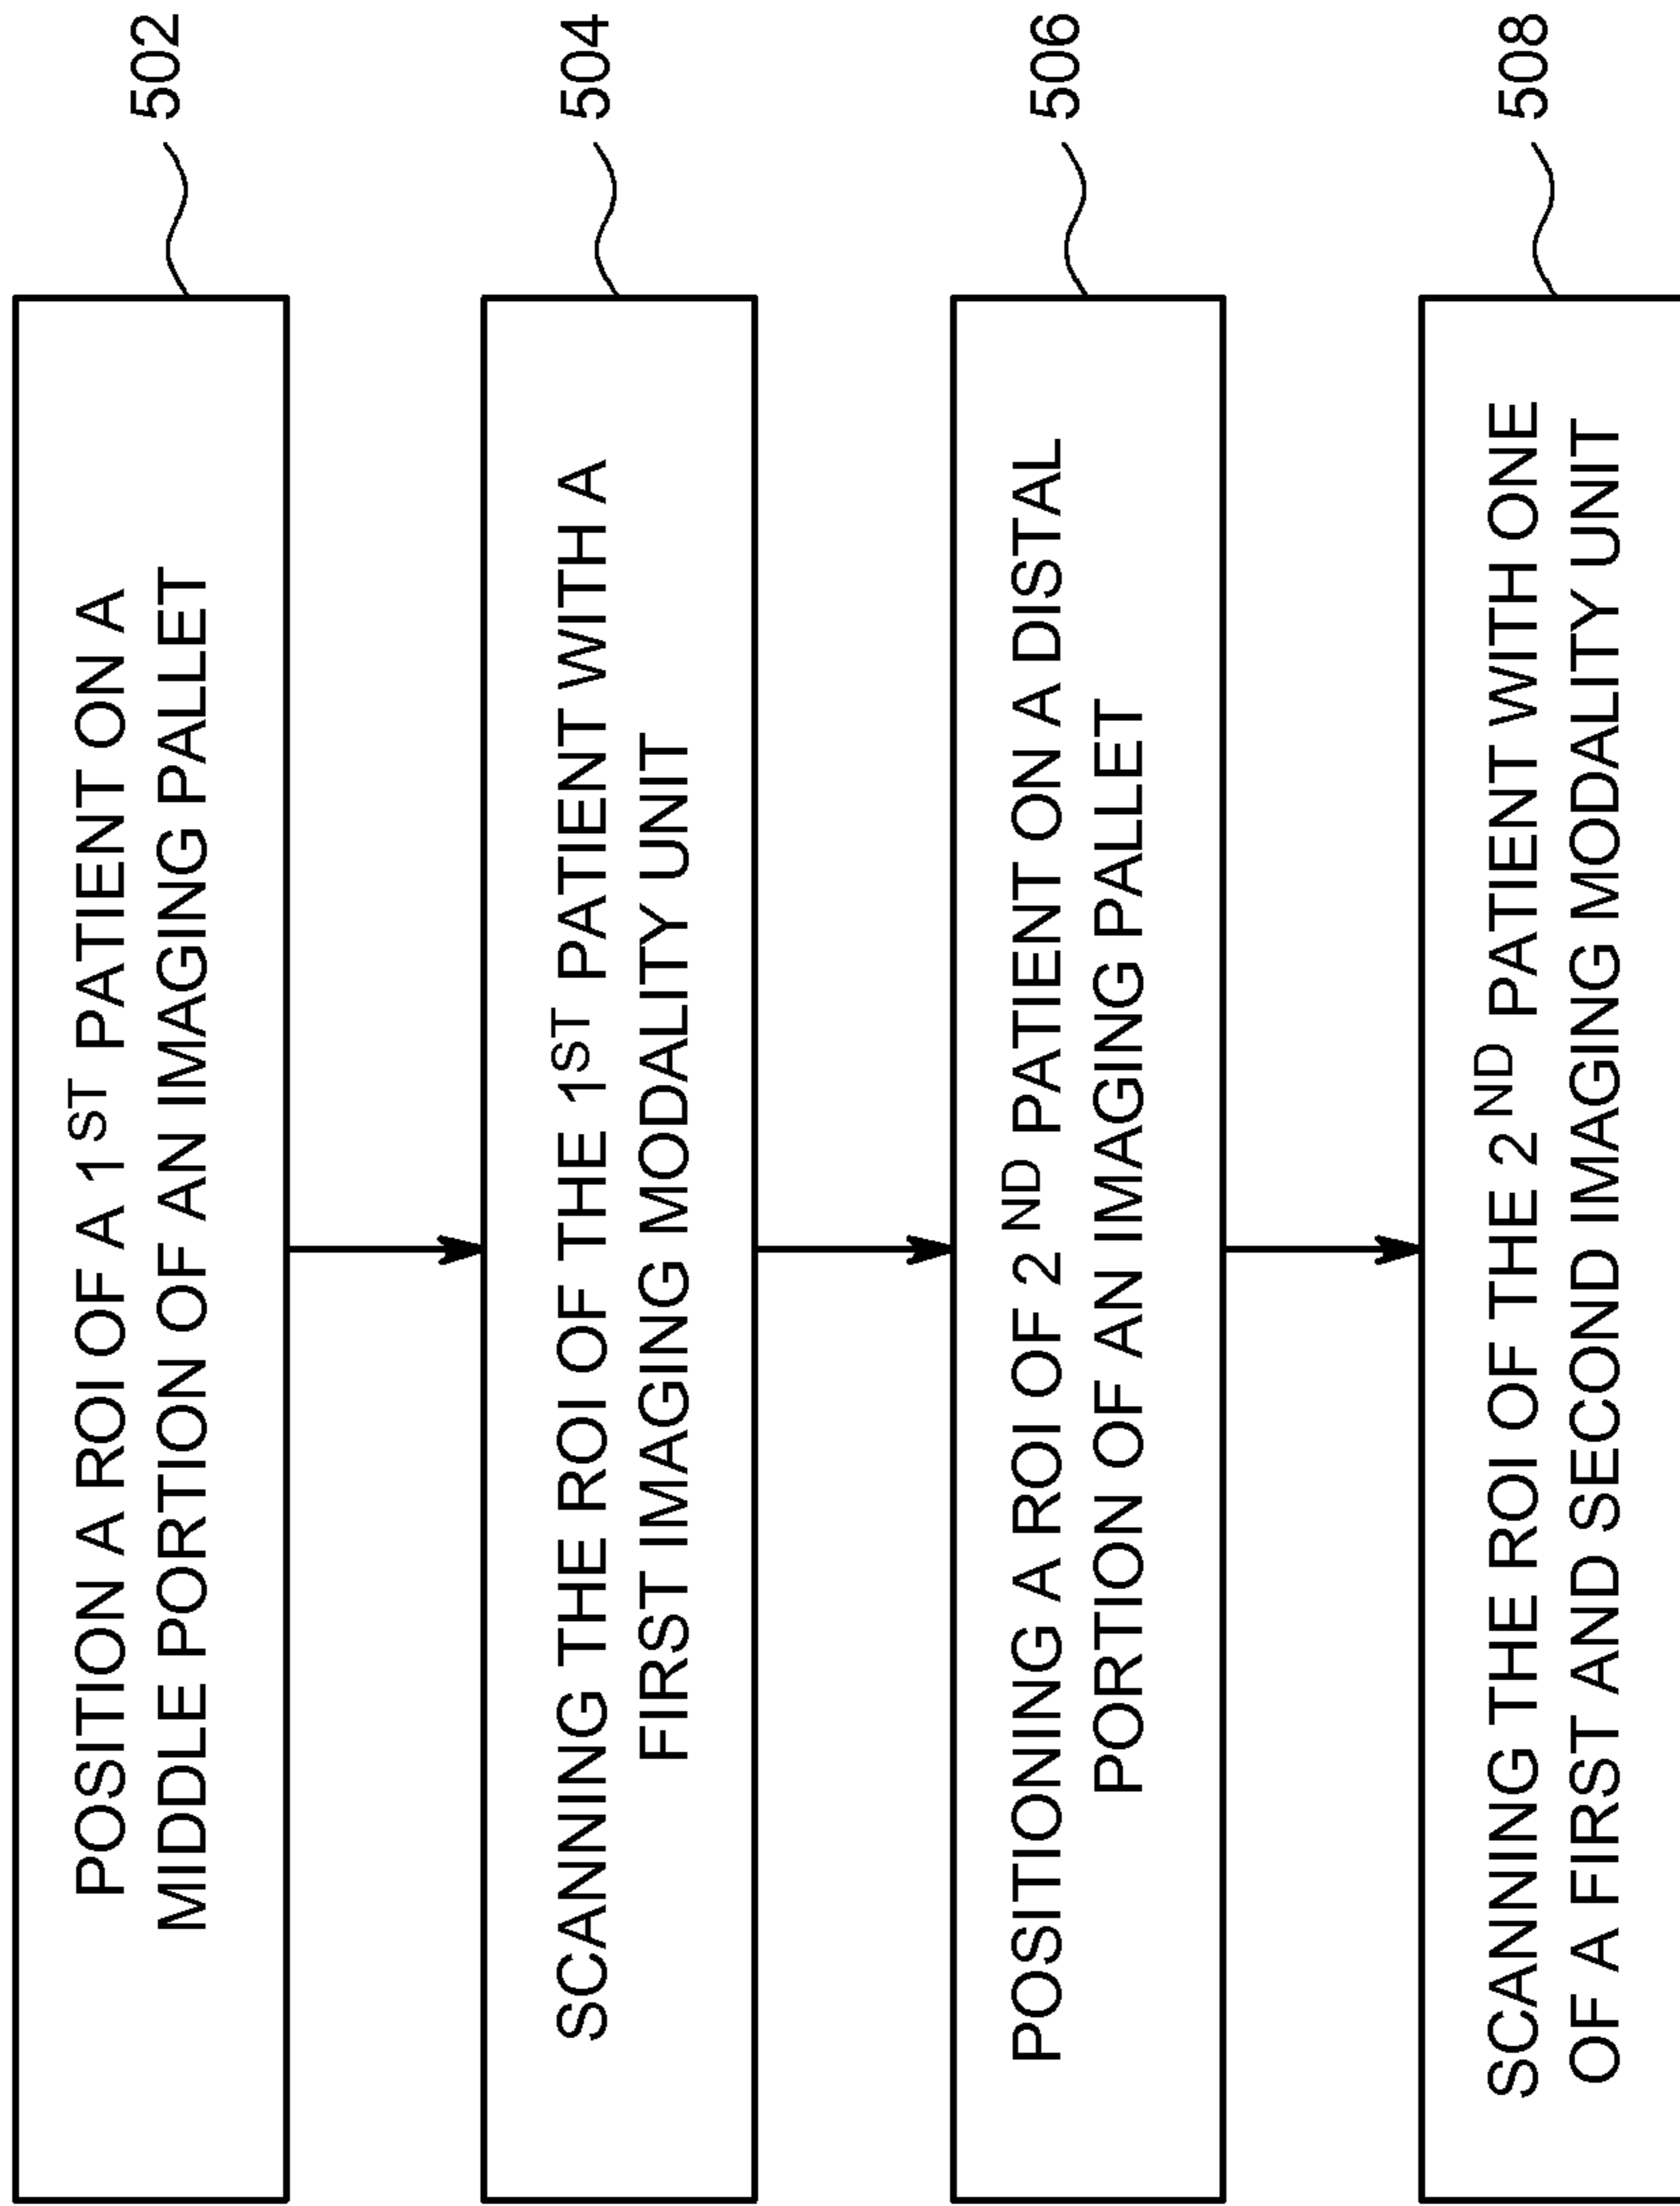 POSITION A ROI OF A 1ST PATIENT ON A
MIDDLE PORTION OF AN IMAGING PALLET
502
SCANNING THE ROI OF THE 1ST PATIENT WITH A
FIRST IMAGING MODALITY UNIT
504
POSITIONING A ROI OF 2ND PATIENT ON A DISTAL
PORTION OF AN IMAGING PALLET
506
SCANNING THE ROI OF THE 2ND PATIENT WITH ONE
OF A FIRST AND SECOND IMAGING MODALITY UNIT
508